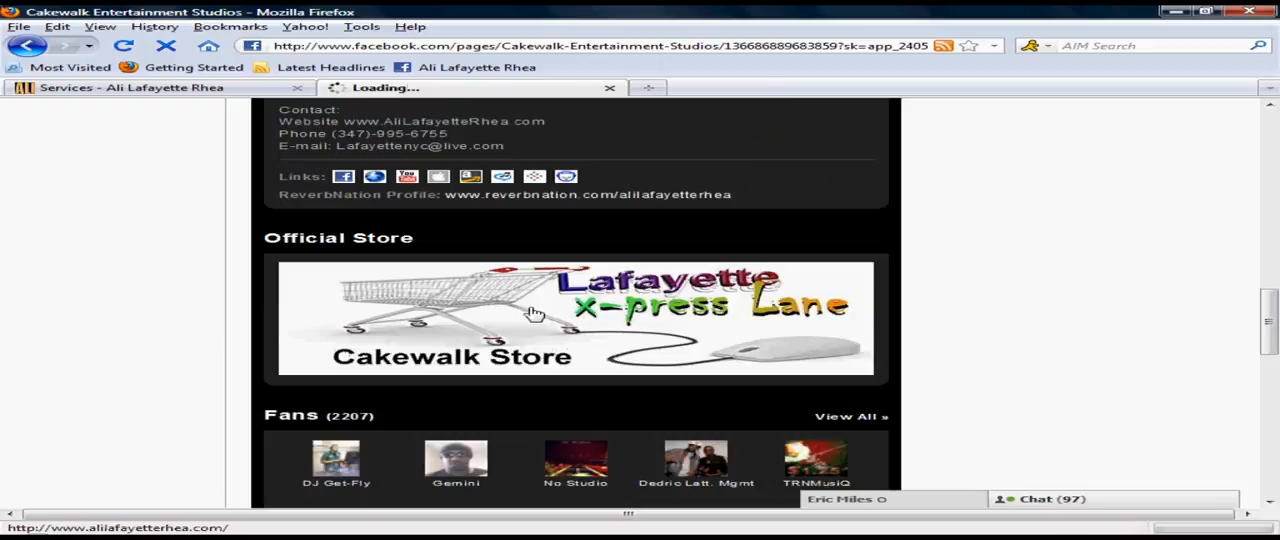 Cakewalk Entertainment Studios - Mozilla Firefox
File Edit View History Bookmarks Yahoo! Tools Help
http://www.facebook.com/pages/Cakewalk-Entertainment-Studios/136686889683859?sk=app_2405
AIM Search
Most Visited Getting Started Latest Headlines Ali Lafayette Rhea
Services - Ali Lafayette Rhea Loading...
Contact:
Website www.AliLafayetteRhea.com
Phone (347)-995-6755
E-mail: Lafayettenyc@live.com
Links:
ReverbNation Profile: www.reverbnation.com/alilafayetterhea
Official Store
Lafayette
x-press Lane
Cakewalk Store
Fans (2207) View All »
DJ Get-Fly Gemini No Studio Dedric Latt. Mgmt TRNMusiQ
Eric Miles Chat (97)
http://www.alilafayetterhea.com/